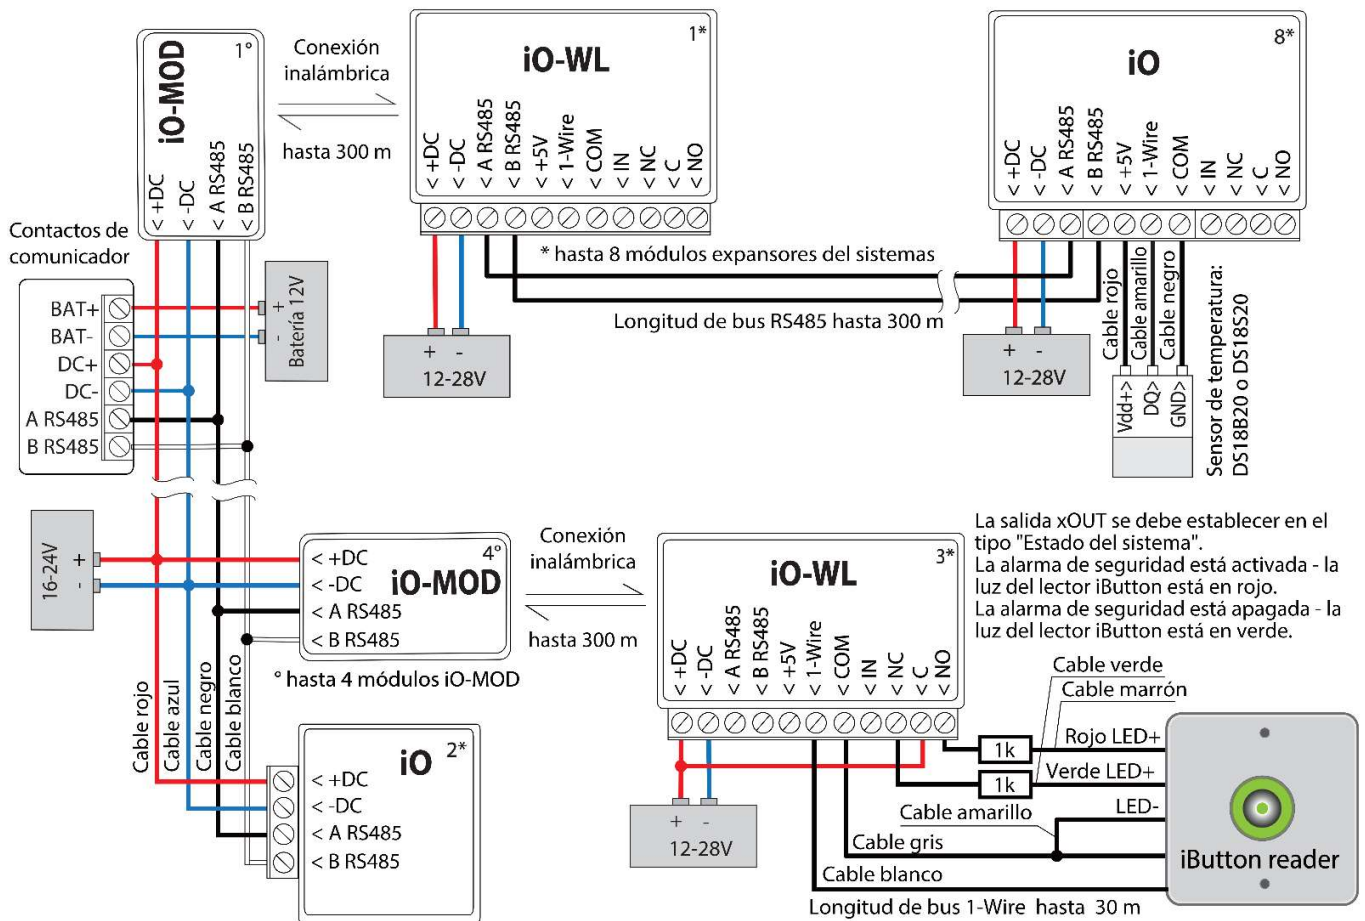 1°
iO-MOD
< +DC
< -DC
< A RS485
< B RS485
Conexión
inalámbrica
hasta 300 m
1*
iO-WL
< +DC
< -DC
< A RS485
< B RS485
< +5V
< 1-Wire
< COM
< IN
< NC
< C
< NO
8*
iO
< +DC
< -DC
< A RS485
< B RS485
< +5V
< 1-Wire
< COM
< IN
< NC
< C
< NO
* hasta 8 módulos expansores del sistemas
Longitud de bus RS485 hasta 300 m
+ -
12-28V
+ -
12-28V
Cable rojo
Cable amarillo
Cable negro
Vdd+>
DQ>
GND>
Sensor de temperatura:
DS18B20 o DS18S20
Contactos de
comunicador
BAT+
BAT-
DC+
DC-
A RS485
B RS485
+
-
Batería 12V
16-24V
+
-
4°
iO-MOD
< +DC
< -DC
< A RS485
< B RS485
° hasta 4 módulos iO-MOD
Conexión
inalámbrica
hasta 300 m
Cable rojo
Cable azul
Cable negro
Cable blanco
iO
2*
< +DC
< -DC
< A RS485
< B RS485
3*
iO-WL
< +DC
< -DC
< A RS485
< B RS485
< +5V
< 1-Wire
< COM
< IN
< NC
< C
< NO
+ -
12-28V
La salida xOUT se debe establecer en el
tipo "Estado del sistema".
La alarma de seguridad está activada - la
luz del lector iButton está en rojo.
La alarma de seguridad está apagada - la
luz del lector iButton está en verde.
Cable verde
Cable marrón
1k
Rojo LED+
1k
Verde LED+
LED-
Cable amarillo
Cable gris
Cable blanco
iButton reader
Longitud de bus 1-Wire hasta 30 m